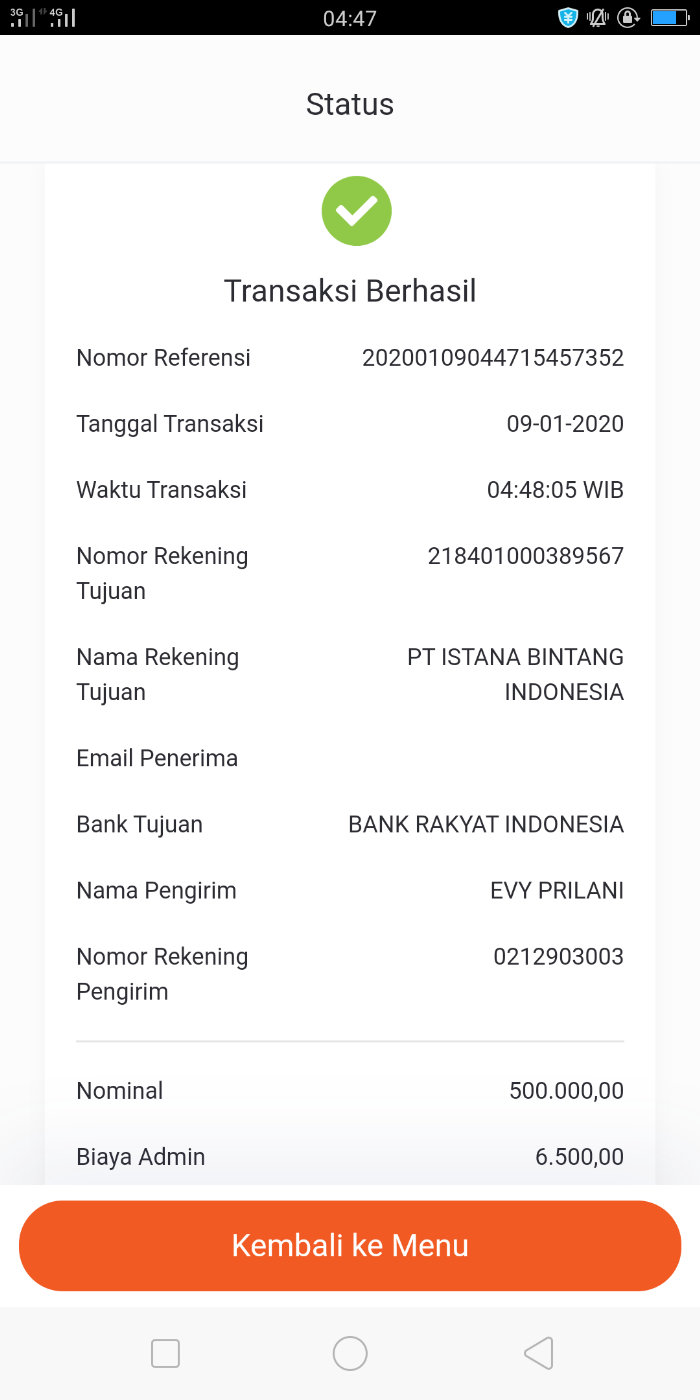 3G 4G 04:47
Status
Transaksi Berhasil
Nomor Referensi 20200109044715457352
Tanggal Transaksi 09-01-2020
Waktu Transaksi 04:48:05 WIB
Nomor Rekening Tujuan 218401000389567
Nama Rekening Tujuan PT ISTANA BINTANG INDONESIA
Email Penerima
Bank Tujuan BANK RAKYAT INDONESIA
Nama Pengirim EVY PRILANI
Nomor Rekening Pengirim 0212903003
Nominal 500.000,00
Biaya Admin 6.500,00
Kembali ke Menu